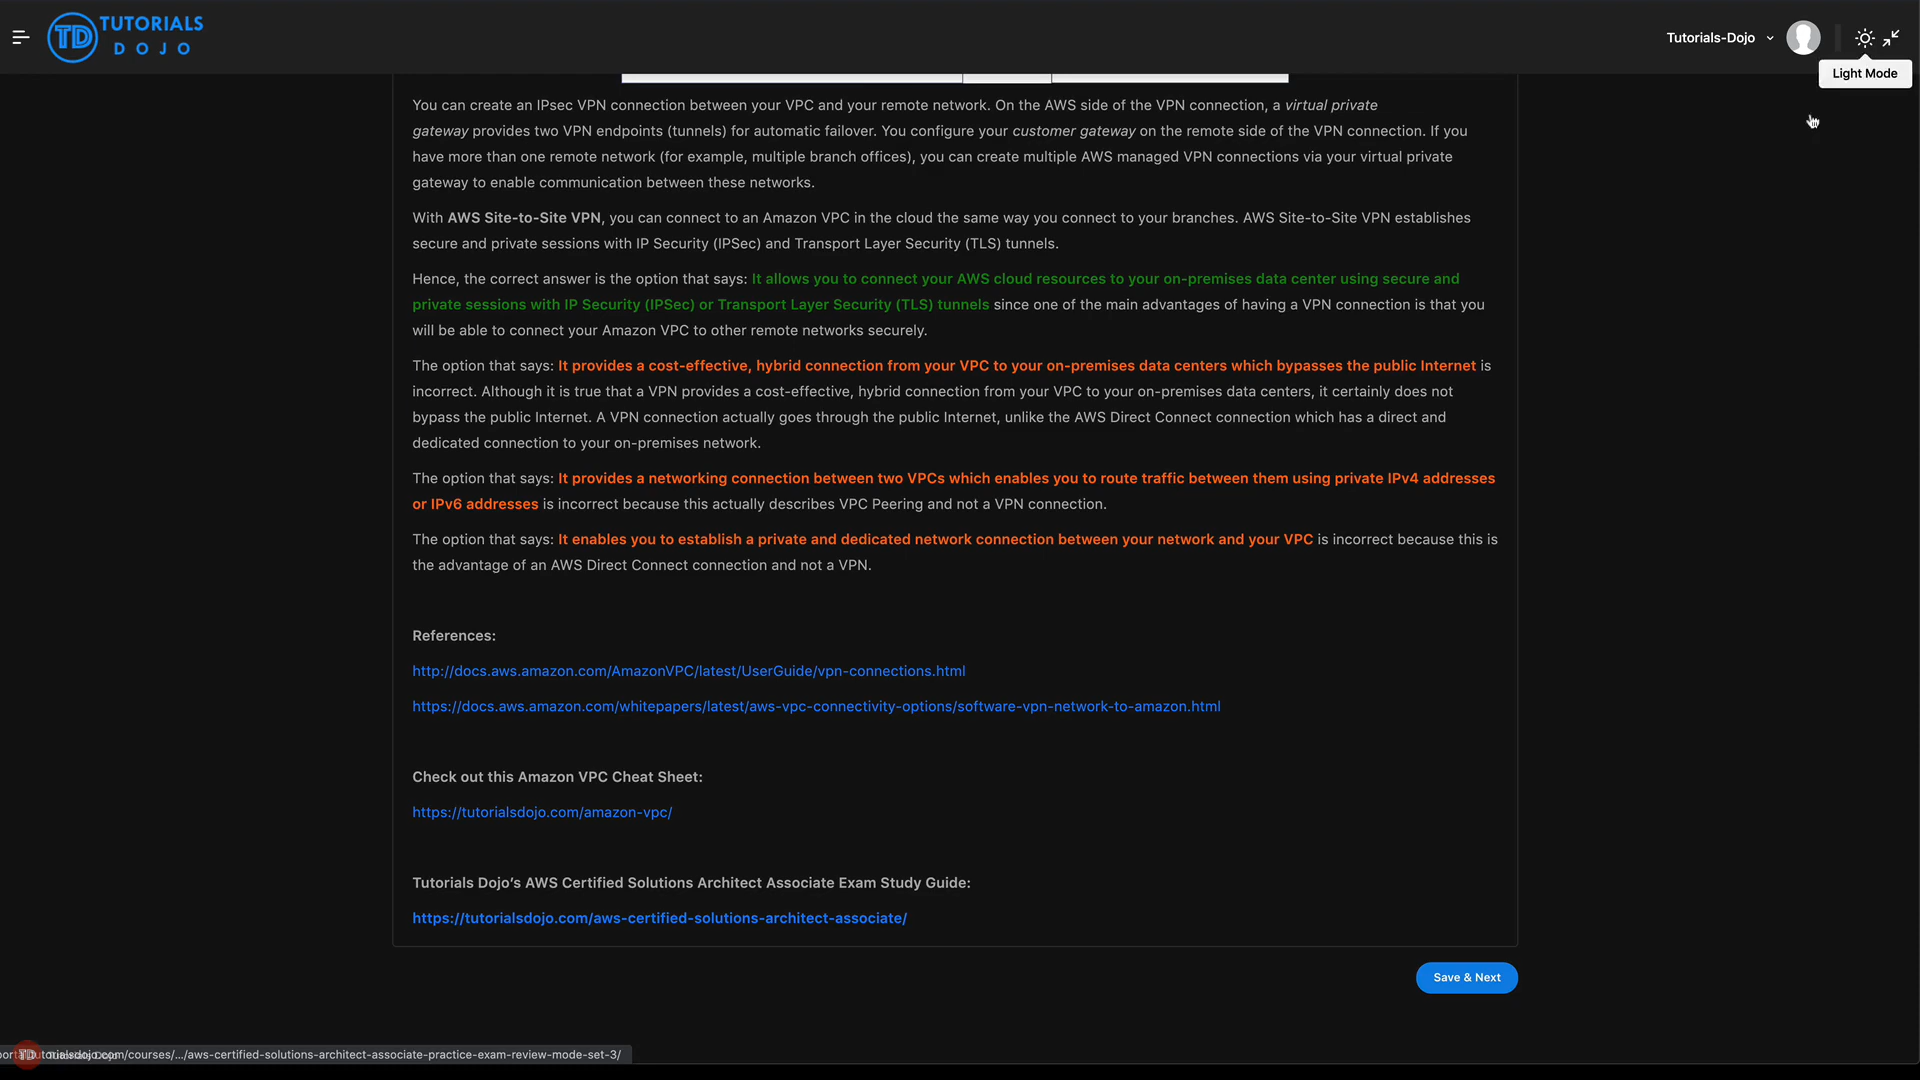 TUTORIALS
DOJO
Tutorials-Dojo
Light Mode
You can create an IPsec VPN connection between your VPC and your remote network. On the AWS side of the VPN connection, a virtual private
gateway provides two VPN endpoints (tunnels) for automatic failover. You configure your customer gateway on the remote side of the VPN connection. If you
have more than one remote network (for example, multiple branch offices), you can create multiple AWS managed VPN connections via your virtual private
gateway to enable communication between these networks.
With AWS Site-to-Site VPN, you can connect to an Amazon VPC in the cloud the same way you connect to your branches. AWS Site-to-Site VPN establishes
secure and private sessions with IP Security (IPSec) and Transport Layer Security (TLS) tunnels.
Hence, the correct answer is the option that says: It allows you to connect your AWS cloud resources to your on-premises data center using secure and
private sessions with IP Security (IPSec) or Transport Layer Security (TLS) tunnels since one of the main advantages of having a VPN connection is that you
will be able to connect your Amazon VPC to other remote networks securely.
The option that says: It provides a cost-effective, hybrid connection from your VPC to your on-premises data centers which bypasses the public Internet is
incorrect. Although it is true that a VPN provides a cost-effective, hybrid connection from your VPC to your on-premises data centers, it certainly does not
bypass the public Internet. A VPN connection actually goes through the public Internet, unlike the AWS Direct Connect connection which has a direct and
dedicated connection to your on-premises network.
The option that says: It provides a networking connection between two VPCs which enables you to route traffic between them using private IPv4 addresses
or IPv6 addresses is incorrect because this actually describes VPC Peering and not a VPN connection.
The option that says: It enables you to establish a private and dedicated network connection between your network and your VPC is incorrect because this is
the advantage of an AWS Direct Connect connection and not a VPN.
References:
http://docs.aws.amazon.com/AmazonVPC/latest/UserGuide/vpn-connections.html
https://docs.aws.amazon.com/whitepapers/latest/aws-vpc-connectivity-options/software-vpn-network-to-amazon.html
Check out this Amazon VPC Cheat Sheet:
https://tutorialsdojo.com/amazon-vpc/
Tutorials Dojo's AWS Certified Solutions Architect Associate Exam Study Guide:
https://tutorialsdojo.com/aws-certified-solutions-architect-associate/
Save & Next
tutorialsdojo.com/courses/.../aws-certified-solutions-architect-associate-practice-exam-review-mode-set-3/